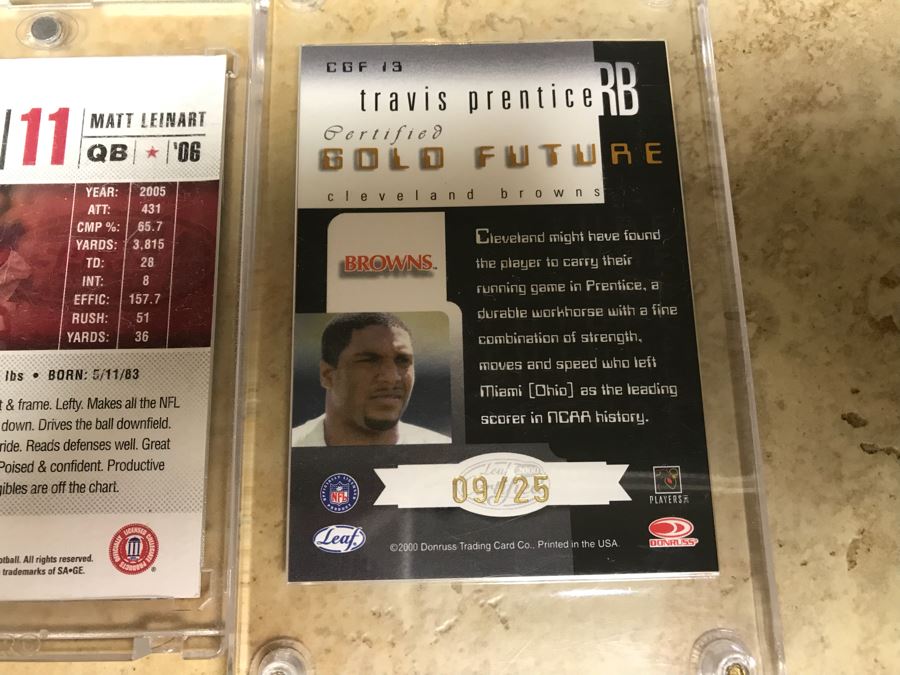 11 MATT LEINART
QB ★ '06
YEAR: 2005
ATT: 431
CMP %: 65.7
YARDS: 3,815
TD: 28
INT: 8
EFFIC: 157.7
RUSH: 51
YARDS: 36
lbs • BORN: 5/11/83
& frame. Lefty. Makes all the NFL
down. Drives the ball downfield.
ride. Reads defenses well. Great
Poised & confident. Productive
gibles are off the chart.
otball. All rights reserved.
trademarks of SA•GE.
OFFICIALLY LICENSED COLLEGIATE PRODUCTS
CGF 13
travis prentice RB
Certified
GOLD FUTURE
cleveland browns
BROWNS
Cleveland might have found
the player to carry their
running game in Prentice, a
durable workhorse with a fine
combination of strength,
moves and speed who left
Miami (Ohio) as the leading
scorer in NCAA history.
NFL
Leaf 2000
09/25
PLAYERS INC
Leaf
©2000 Donruss Trading Card Co., Printed in the USA.
DONRUSS